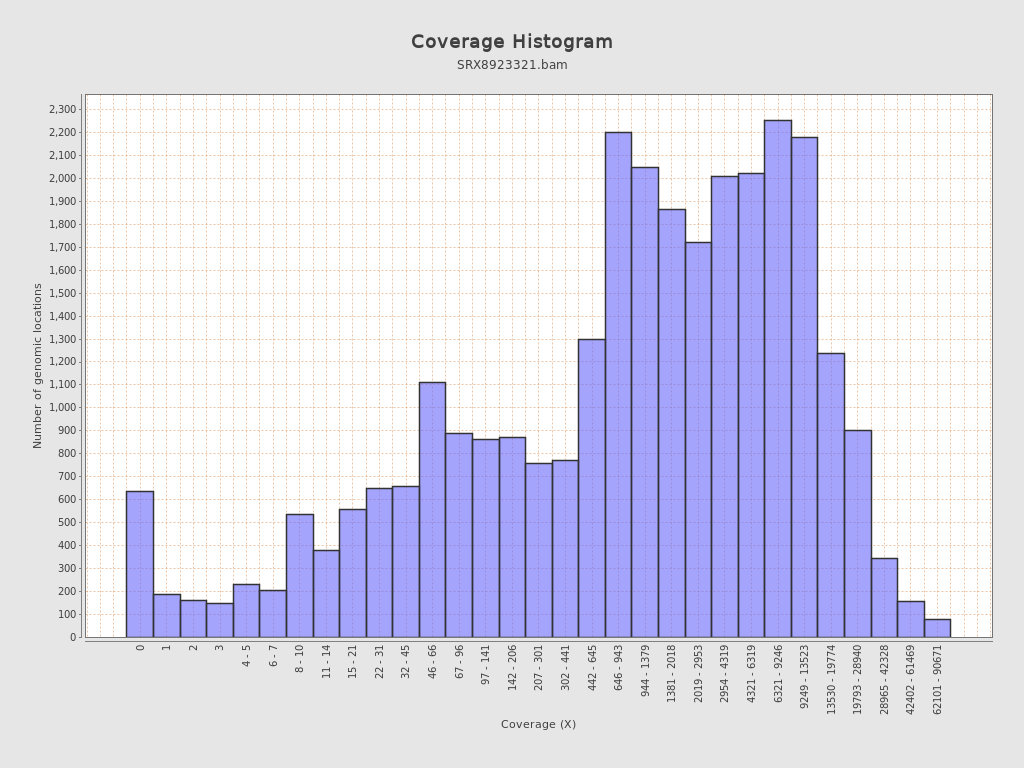 Coverage Histogram
SRX8923321.bam
Number of genomic locations
2,300
2,200
2,100
2,000
1,900
1,800
1,700
1,600
1,500
1,400
1,300
1,200
1,100
1,000
900
800
700
600
500
400
300
200
100
0
0
1
2
3
4 - 5
6 - 7
8 - 10
11 - 14
15 - 21
22 - 31
32 - 45
46 - 66
67 - 96
97 - 141
142 - 206
207 - 301
302 - 441
442 - 645
646 - 943
944 - 1379
1381 - 2018
2019 - 2953
2954 - 4319
4321 - 6319
6321 - 9246
9249 - 13523
13530 - 19774
19793 - 28940
28965 - 42328
42402 - 61469
62101 - 90671
Coverage (X)